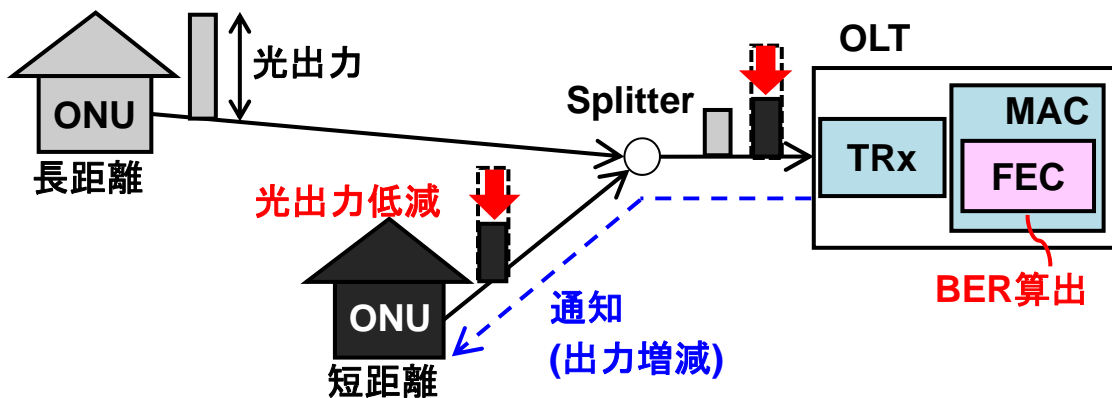 光出力
ONU
長距離
Splitter
OLT
MAC
TRx
FEC
BER算出
光出力低減
ONU
短距離
通知
(出力増減)